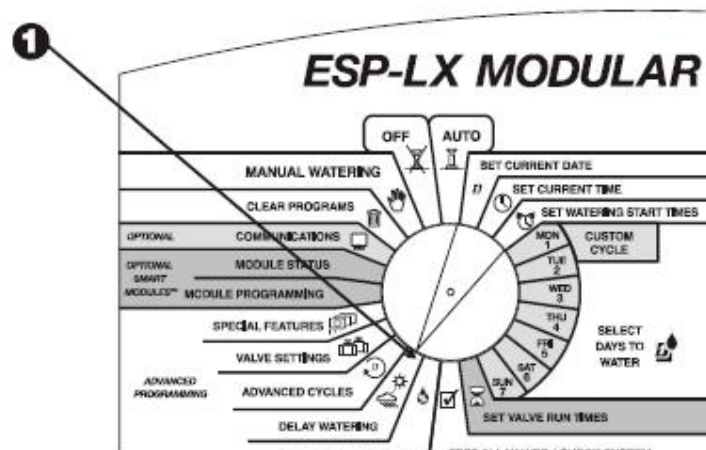 1
ESP-LX MODULAR
OFF
AUTO
MANUAL WATERING
SET CURRENT DATE
CLEAR PROGRAMS
SET CURRENT TIME
OPTIONAL
COMMUNICATIONS
SET WATERING START TIMES
MON
1
CUSTOM
CYCLE
OPTIONAL
SMART
MODULES™
MODULE STATUS
MODULE PROGRAMMING
TUE
2
WED
3
SPECIAL FEATURES
THU
4
VALVE SETTINGS
FRI
5
SELECT
DAYS TO
WATER
ADVANCED
PROGRAMMING
ADVANCED CYCLES
SAT
6
SUN
7
DELAY WATERING
SET VALVE RUN TIMES